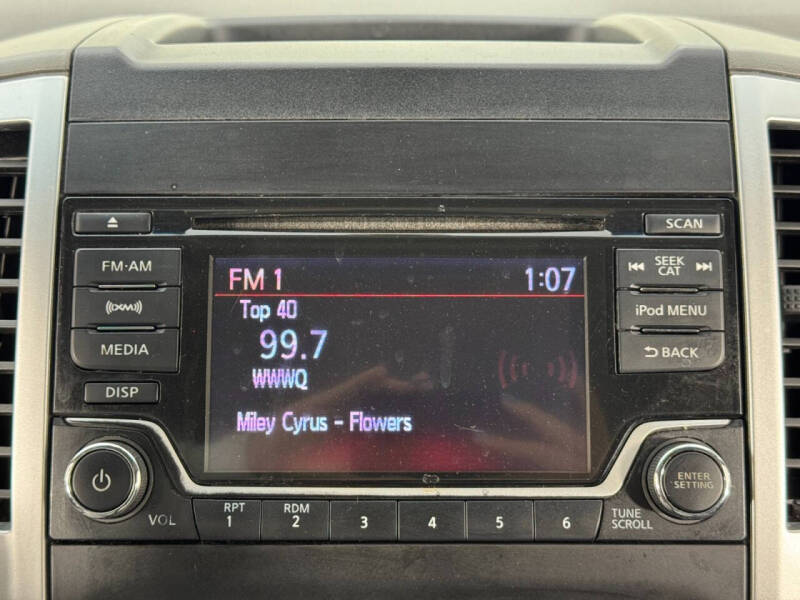 SCAN
FM·AM
SEEK
CAT
XM
iPod MENU
MEDIA
BACK
DISP
FM 1 1:07
Top 40
99.7
WWWQ
Miley Cyrus - Flowers
VOL
RPT
1
RDM
2
3
4
5
6
TUNE
SCROLL
ENTER
SETTING